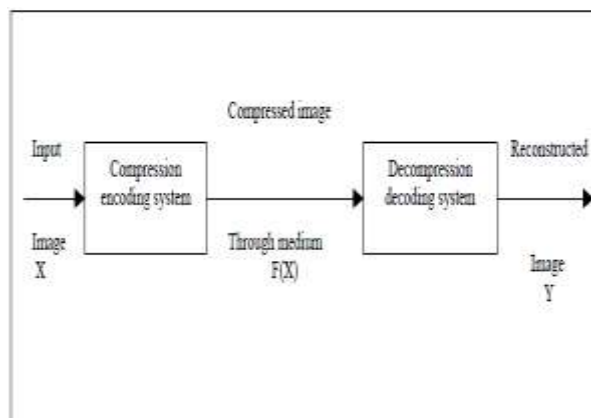 Compressed image
Input
Compression
encoding system
Decompression
decoding system
Reconstructed
Image
X
Through medium
F(X)
Image
Y